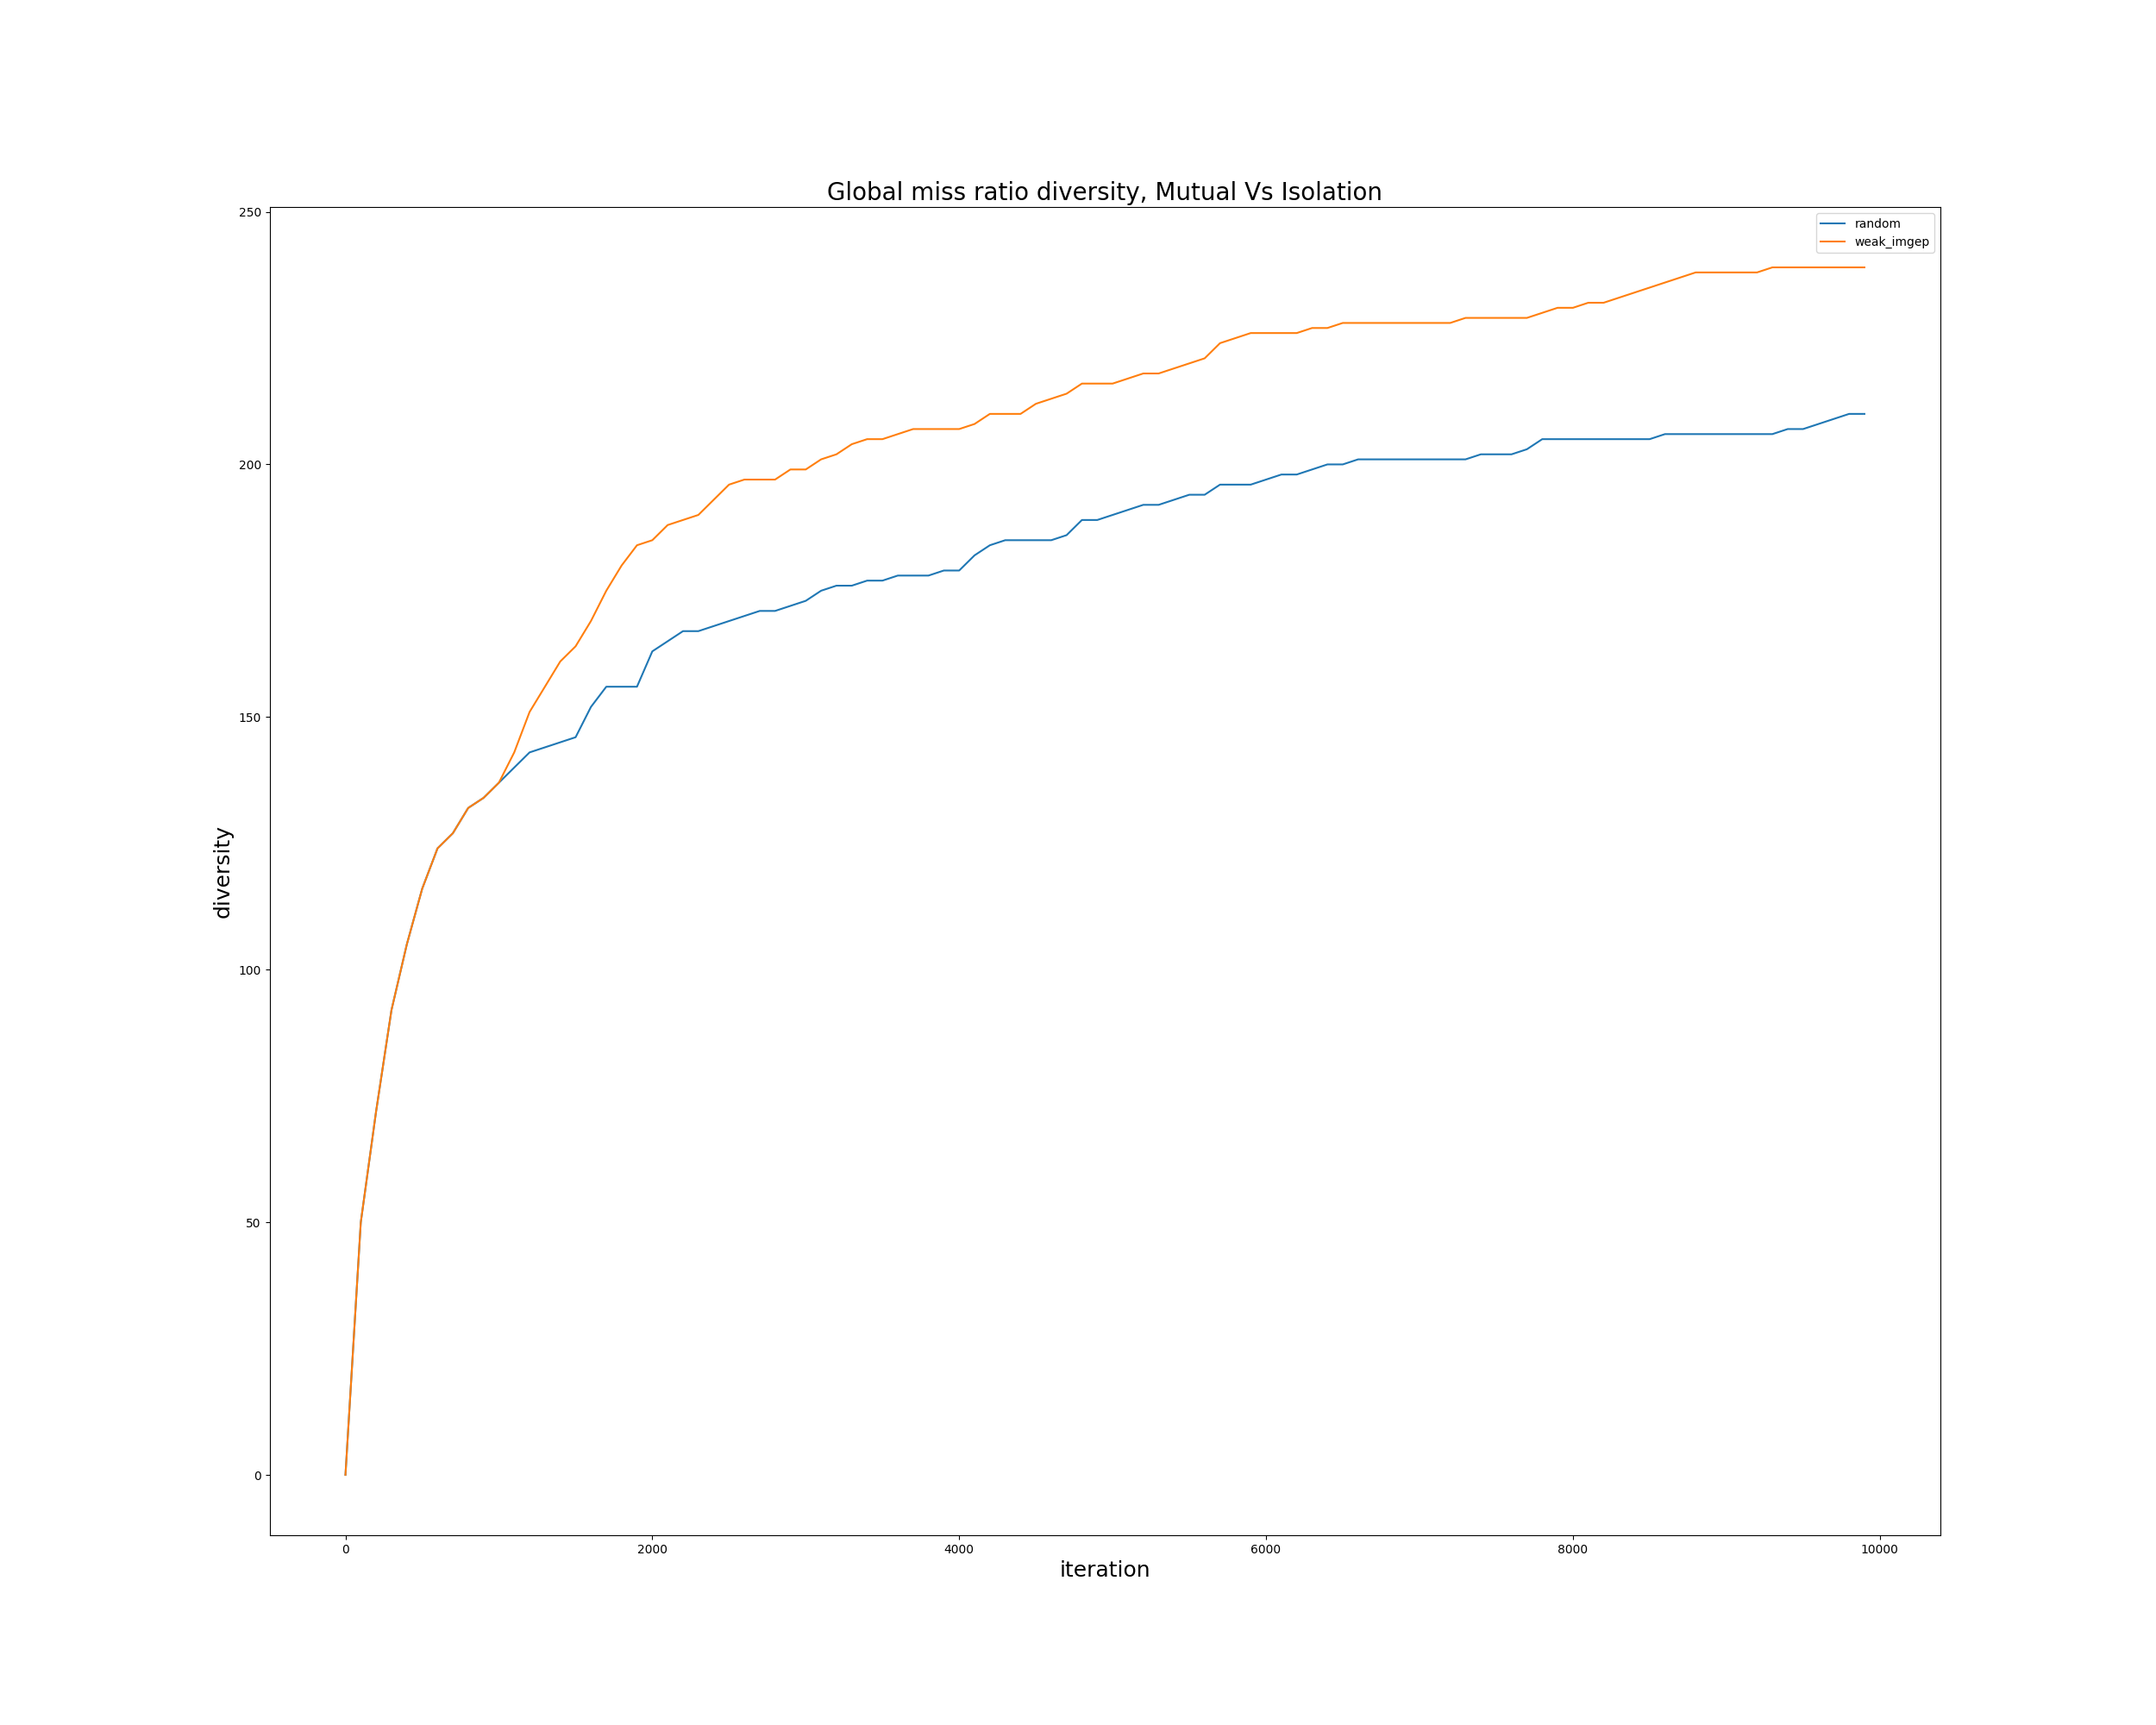 Global miss ratio diversity, Mutual Vs Isolation
random
weak_imgep
250
200
150
100
50
0
diversity
0 2000 4000 6000 8000 10000
iteration